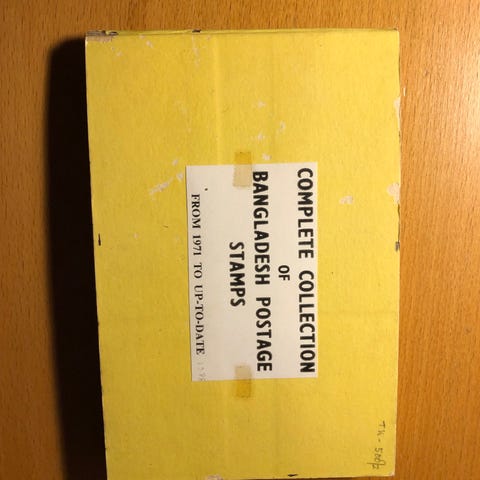 COMPLETE COLLECTION
OF
BANGLADESH POSTAGE
STAMPS
FROM 1971 TO UP-TO-DATE